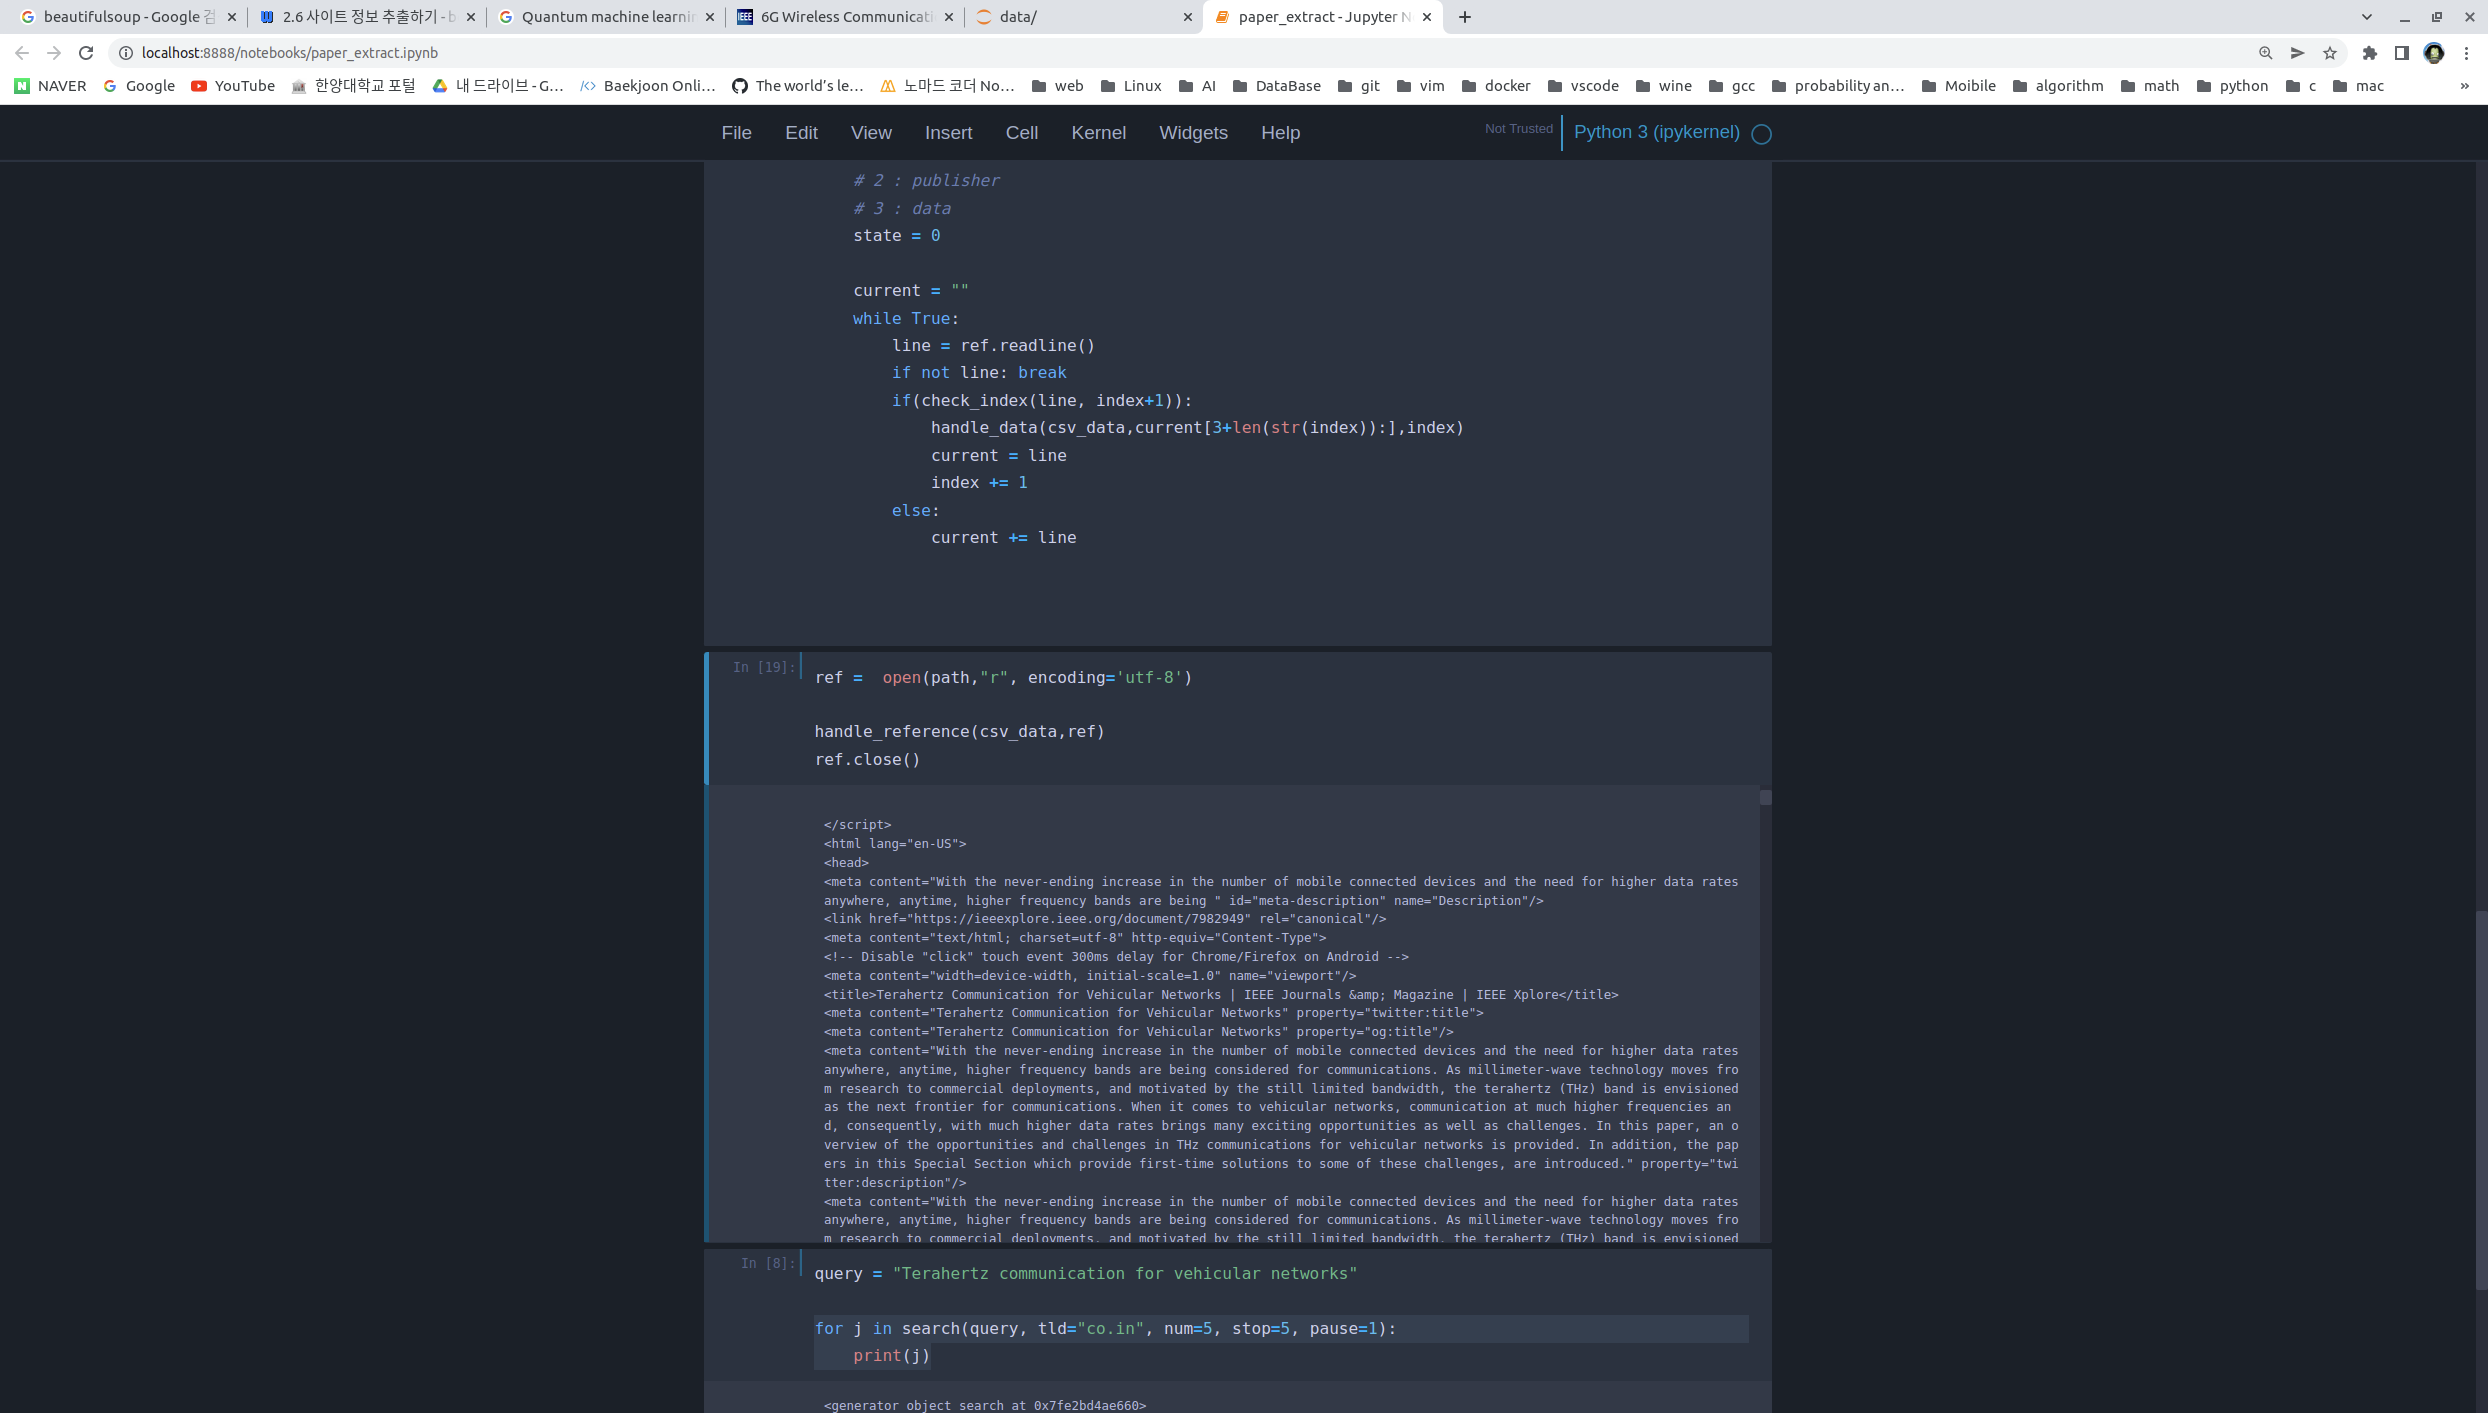 beautifulsoup - Google 검
2.6 사이트 정보 추출하기 - b
Quantum machine learnin
6G Wireless Communicati
data/
paper_extract - Jupyter N
localhost:8888/notebooks/paper_extract.ipynb
NAVER Google YouTube 한양대학교 포털 내 드라이브 - G… Baekjoon Onli… The world's le… 노마드 코더 No… web Linux AI DataBase git vim docker vscode wine gcc probability an… Moibile algorithm math python c mac »
File Edit View Insert Cell Kernel Widgets Help Not Trusted Python 3 (ipykernel)
# 2 : publisher
# 3 : data
state = 0
current = ""
while True:
line = ref.readline()
if not line: break
if(check_index(line, index+1)):
handle_data(csv_data,current[3+len(str(index)):],index)
current = line
index += 1
else:
current += line
In [19]:
ref =  open(path,"r", encoding='utf-8')
handle_reference(csv_data,ref)
ref.close()
</script>
<html lang="en-US">
<head>
<meta content="With the never-ending increase in the number of mobile connected devices and the need for higher data rates
anywhere, anytime, higher frequency bands are being " id="meta-description" name="Description"/>
<link href="https://ieeexplore.ieee.org/document/7982949" rel="canonical"/>
<meta content="text/html; charset=utf-8" http-equiv="Content-Type">
<!-- Disable "click" touch event 300ms delay for Chrome/Firefox on Android -->
<meta content="width=device-width, initial-scale=1.0" name="viewport"/>
<title>Terahertz Communication for Vehicular Networks | IEEE Journals &amp; Magazine | IEEE Xplore</title>
<meta content="Terahertz Communication for Vehicular Networks" property="twitter:title">
<meta content="Terahertz Communication for Vehicular Networks" property="og:title"/>
<meta content="With the never-ending increase in the number of mobile connected devices and the need for higher data rates
anywhere, anytime, higher frequency bands are being considered for communications. As millimeter-wave technology moves fro
m research to commercial deployments, and motivated by the still limited bandwidth, the terahertz (THz) band is envisioned
as the next frontier for communications. When it comes to vehicular networks, communication at much higher frequencies an
d, consequently, with much higher data rates brings many exciting opportunities as well as challenges. In this paper, an o
verview of the opportunities and challenges in THz communications for vehicular networks is provided. In addition, the pap
ers in this Special Section which provide first-time solutions to some of these challenges, are introduced." property="twi
tter:description"/>
<meta content="With the never-ending increase in the number of mobile connected devices and the need for higher data rates
anywhere, anytime, higher frequency bands are being considered for communications. As millimeter-wave technology moves fro
m research to commercial deployments, and motivated by the still limited bandwidth, the terahertz (THz) band is envisioned
In [8]:
query = "Terahertz communication for vehicular networks"
for j in search(query, tld="co.in", num=5, stop=5, pause=1):
print(j)
<generator object search at 0x7fe2bd4ae660>